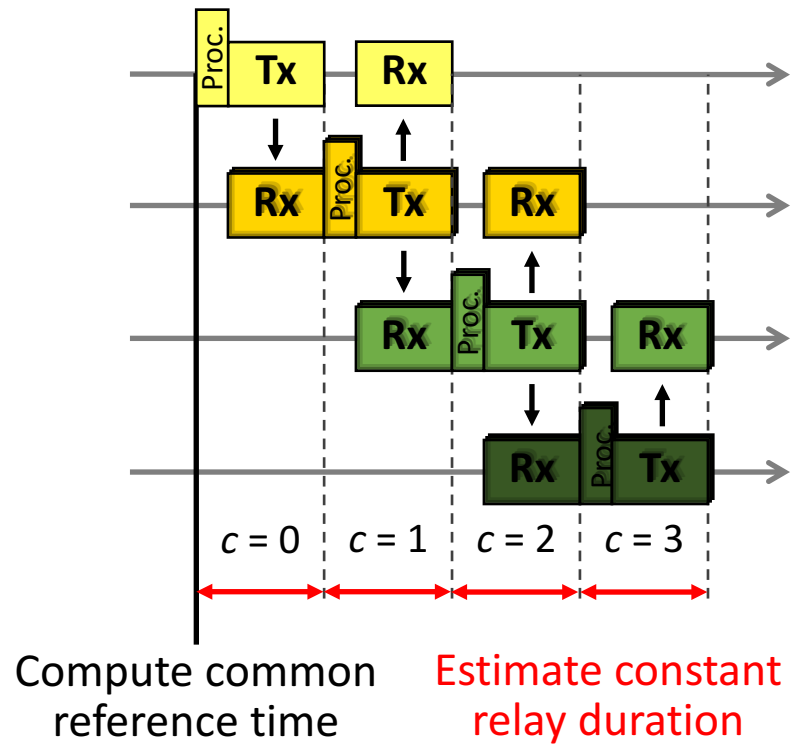 Proc. Tx Rx
Rx Proc. Tx Rx
Rx Proc. Tx Rx
Rx Proc. Tx
c = 0 c = 1 c = 2 c = 3
Compute common
reference time
Estimate constant
relay duration